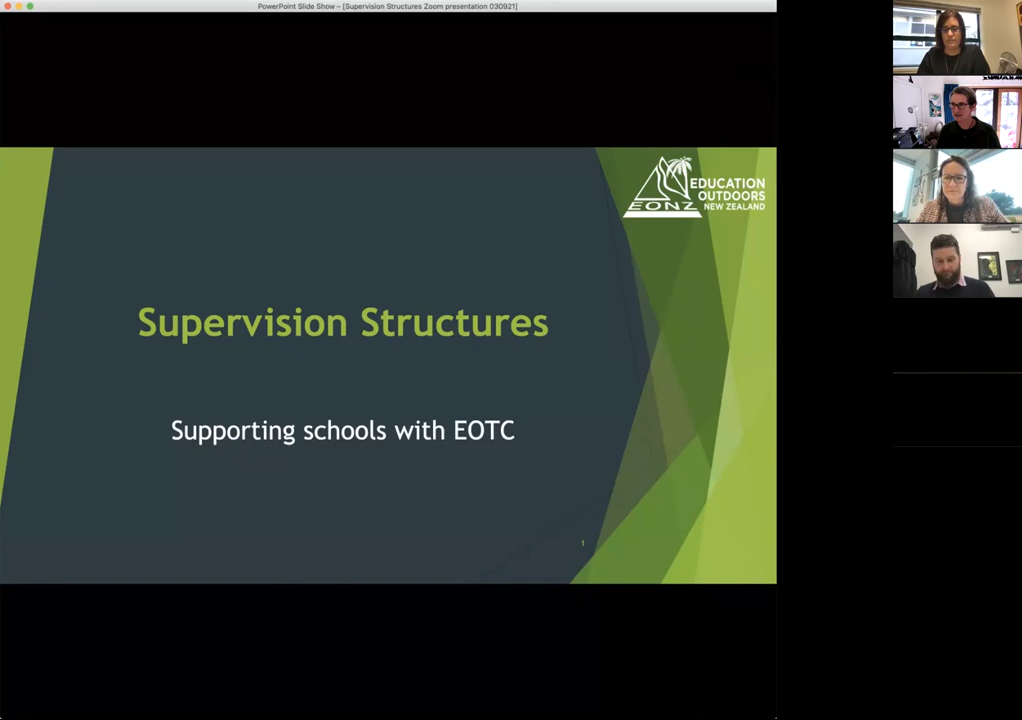 PowerPoint Slide Show – [Supervision Structures Zoom presentation 030921]
EDUCATION
OUTDOORS
NEW ZEALAND
EONZ
Supervision Structures
Supporting schools with EOTC
1